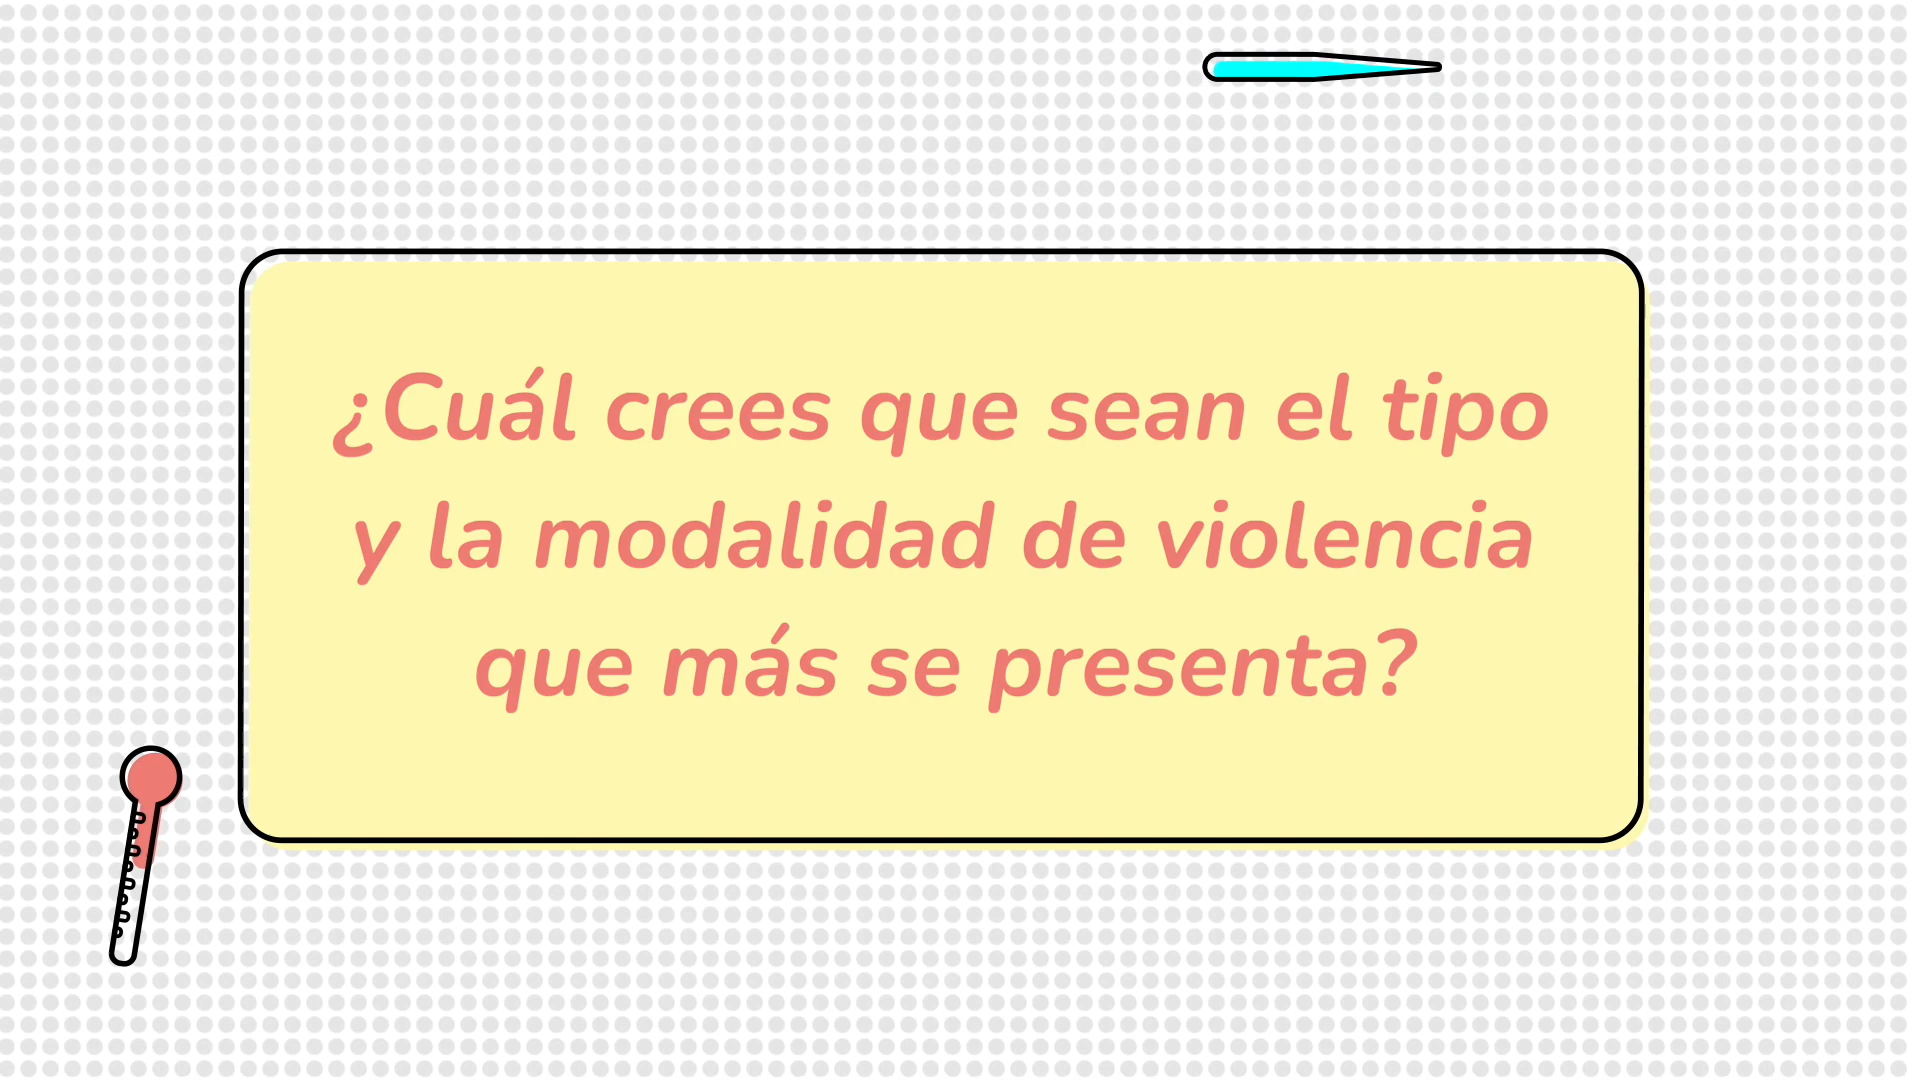 ¿Cuál crees que sean el tipo
y la modalidad de violencia
que más se presenta?